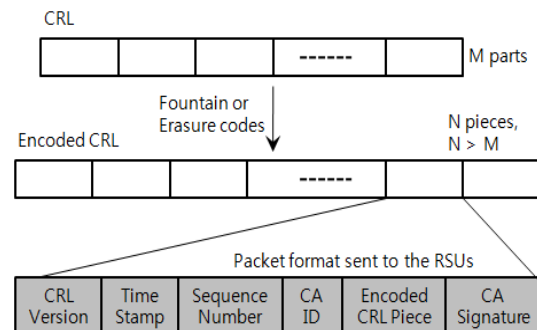 CRL
------
M parts
Fountain or
Erasure codes
Encoded CRL
N pieces,
N > M
------
Packet format sent to the RSUs
CRL Version
Time Stamp
Sequence Number
CA ID
Encoded CRL Piece
CA Signature